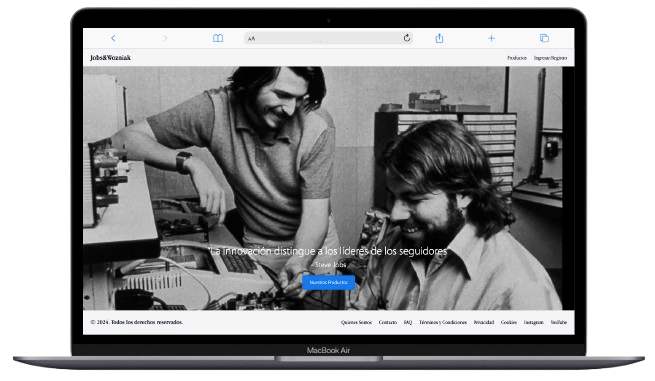 AA
Jobs&Wozniak
Productos Ingresar/Registro
"La innovación distingue a los líderes de los seguidores"
- Steve Jobs
Nuestros Productos
© 2024. Todos los derechos reservados.
Quienes Somos Contacto FAQ Términos y Condiciones Privacidad Cookies Instagram YouTube
MacBook Air